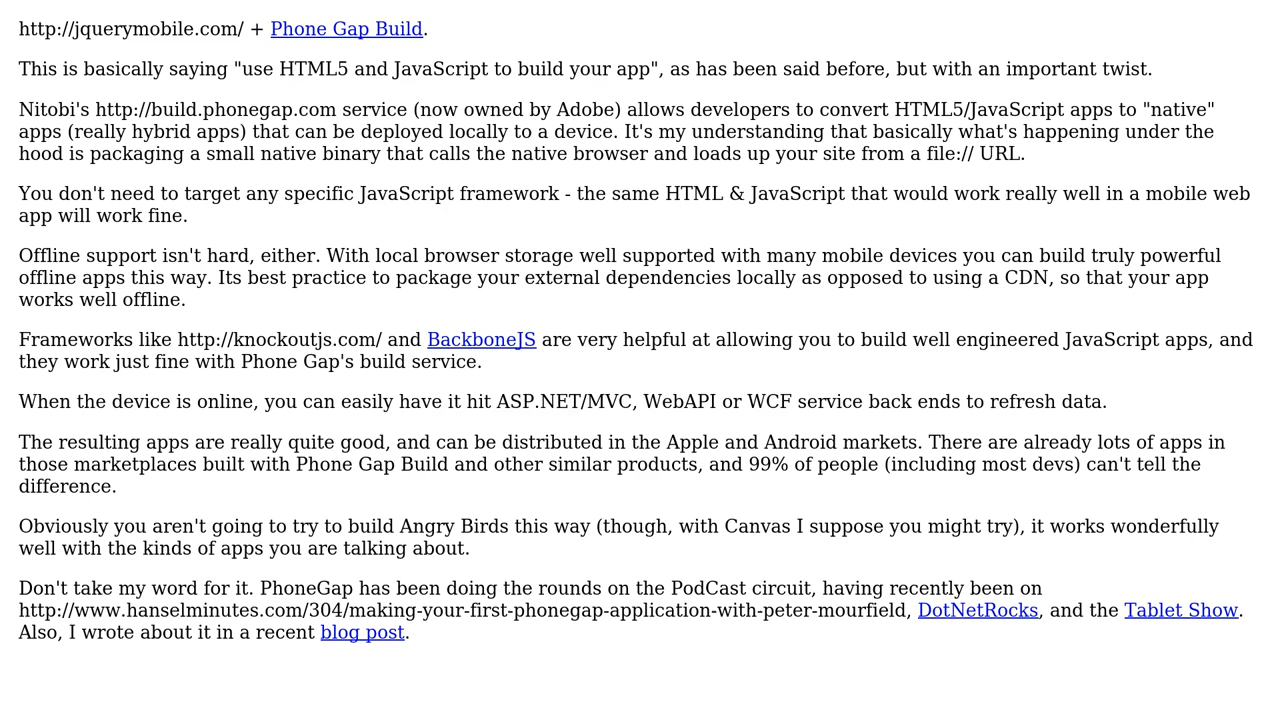 http://jquerymobile.com/ + Phone Gap Build.
This is basically saying "use HTML5 and JavaScript to build your app", as has been said before, but with an important twist.
Nitobi's http://build.phonegap.com service (now owned by Adobe) allows developers to convert HTML5/JavaScript apps to "native"
apps (really hybrid apps) that can be deployed locally to a device. It's my understanding that basically what's happening under the
hood is packaging a small native binary that calls the native browser and loads up your site from a file:// URL.
You don't need to target any specific JavaScript framework - the same HTML & JavaScript that would work really well in a mobile web
app will work fine.
Offline support isn't hard, either. With local browser storage well supported with many mobile devices you can build truly powerful
offline apps this way. Its best practice to package your external dependencies locally as opposed to using a CDN, so that your app
works well offline.
Frameworks like http://knockoutjs.com/ and BackboneJS are very helpful at allowing you to build well engineered JavaScript apps, and
they work just fine with Phone Gap's build service.
When the device is online, you can easily have it hit ASP.NET/MVC, WebAPI or WCF service back ends to refresh data.
The resulting apps are really quite good, and can be distributed in the Apple and Android markets. There are already lots of apps in
those marketplaces built with Phone Gap Build and other similar products, and 99% of people (including most devs) can't tell the
difference.
Obviously you aren't going to try to build Angry Birds this way (though, with Canvas I suppose you might try), it works wonderfully
well with the kinds of apps you are talking about.
Don't take my word for it. PhoneGap has been doing the rounds on the PodCast circuit, having recently been on
http://www.hanselminutes.com/304/making-your-first-phonegap-application-with-peter-mourfield, DotNetRocks, and the Tablet Show.
Also, I wrote about it in a recent blog post.